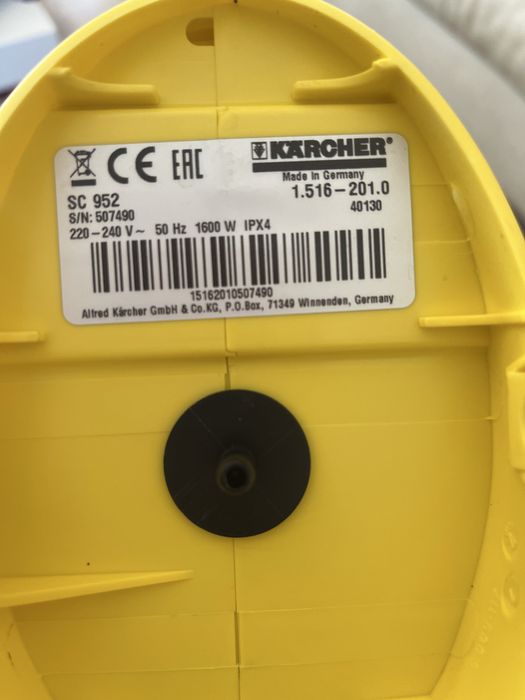 CE EAC KÄRCHER
Made in Germany
SC 952 1.516-201.0
S/N: 507490 40130
220-240 V~ 50 Hz 1600 W IPX4
15162010507490
Alfred Kärcher GmbH & Co.KG, P.O.Box, 71349 Winnenden, Germany